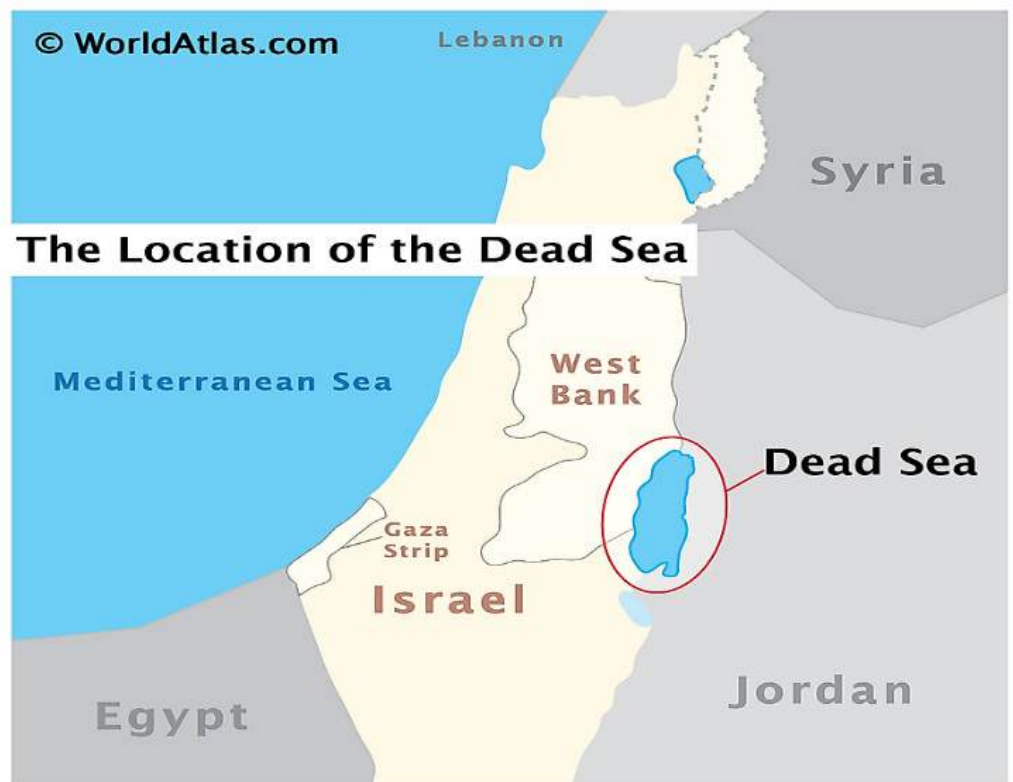 © WorldAtlas.com
Lebanon
Syria
The Location of the Dead Sea
Mediterranean Sea
West
Bank
Dead Sea
Gaza
Strip
Israel
Jordan
Egypt